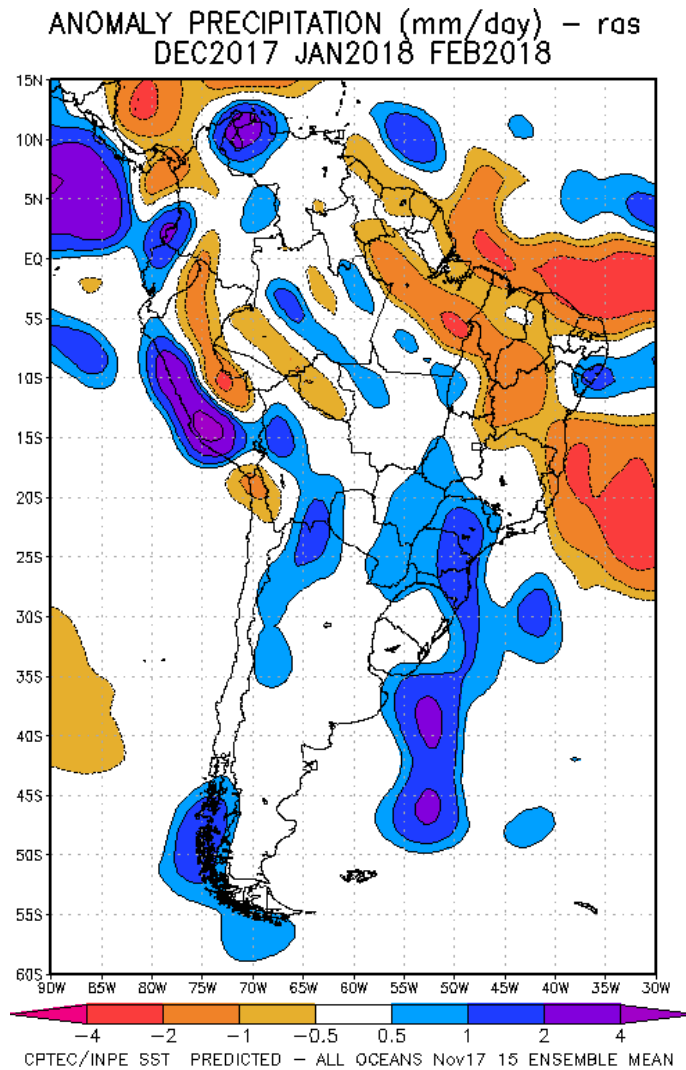 ANOMALY PRECIPITATION (mm/day) – ras
DEC2017 JAN2018 FEB2018
15N
10N
5N
EQ
5S
10S
15S
20S
25S
30S
35S
40S
45S
50S
55S
60S
90W 85W 80W 75W 70W 65W 60W 55W 50W 45W 40W 35W 30W
−4 −2 −1 −0.5 0.5 1 2 4
CPTEC/INPE SST PREDICTED – ALL OCEANS Nov17 15 ENSEMBLE MEAN